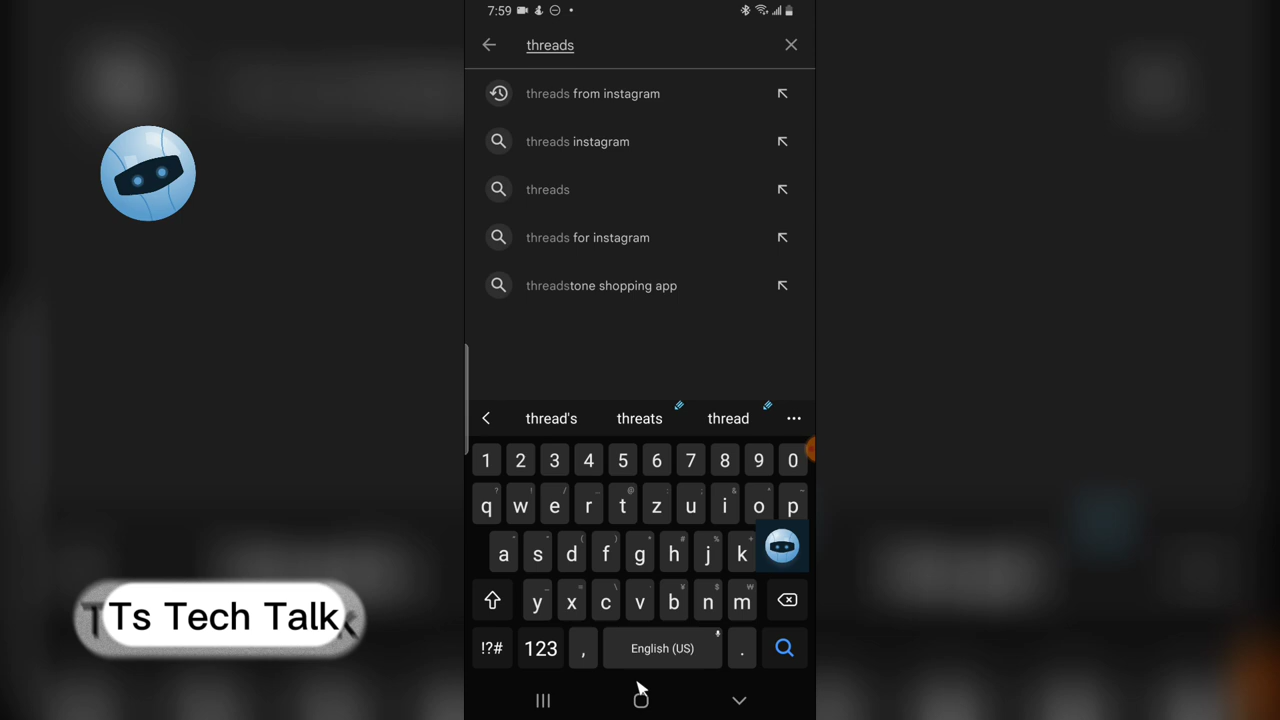 7:59
threads
threads from instagram
threads instagram
threads
threads for instagram
threadstone shopping app
thread's threats thread
1 2 3 4 5 6 7 8 9 0
q w e r t z u i o p
a s d f g h j k
y x c v b n m
!?# 123 , English (US) .
Ts Tech Talk